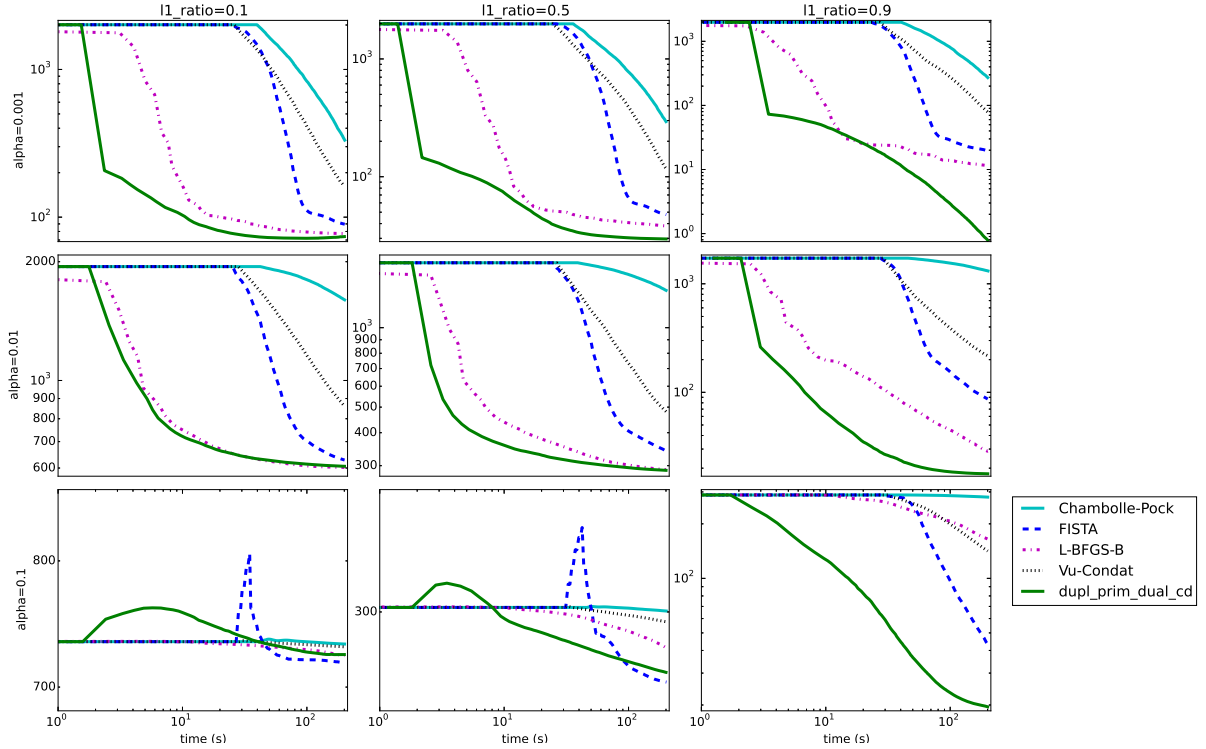 l1_ratio=0.1 l1_ratio=0.5 l1_ratio=0.9
alpha=0.001
10³
10²
10³
10²
10³
10²
10¹
10⁰
alpha=0.01
2000
10³
900
800
700
600
10³
900
800
700
600
500
400
300
10³
10²
alpha=0.1
800
700
300
10²
10⁰ 10¹ 10² 10⁰ 10¹ 10² 10⁰ 10¹ 10²
time (s) time (s) time (s)
Chambolle-Pock
FISTA
L-BFGS-B
Vu-Condat
dupl_prim_dual_cd